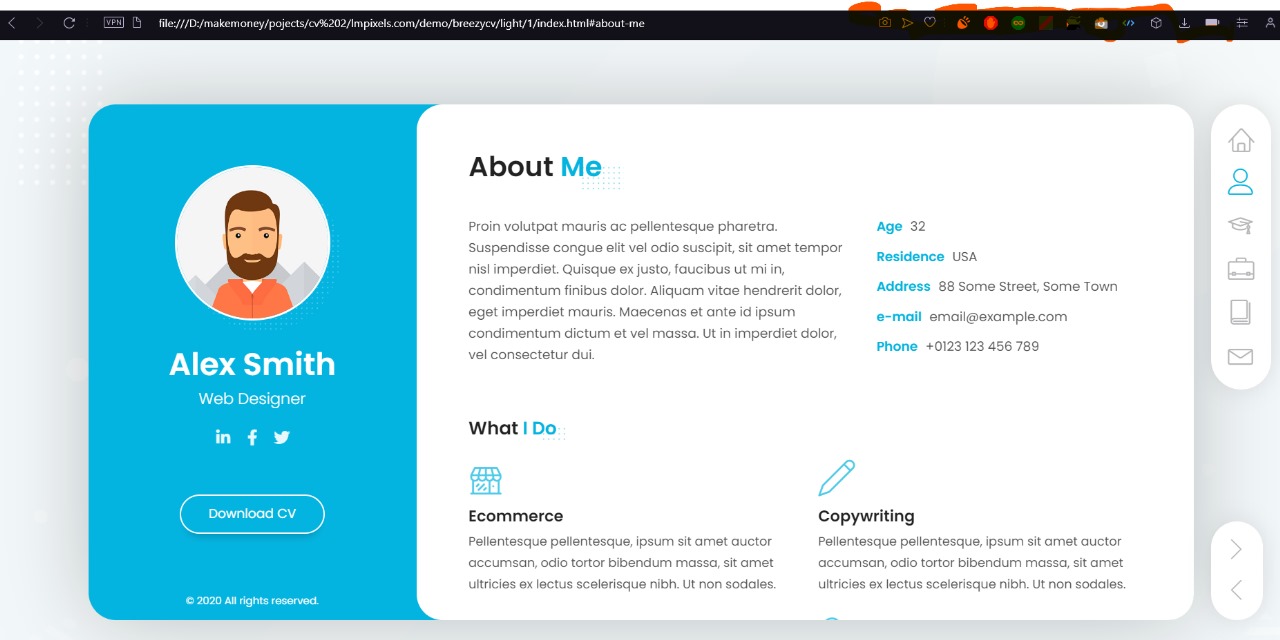 VPN
file:///D:/makemoney/pojects/cv%202/lmpixels.com/demo/breezycv/light/1/index.html#about-me
Alex Smith
Web Designer
in f
Download CV
© 2020 All rights reserved.
About Me
Proin volutpat mauris ac pellentesque pharetra.
Suspendisse congue elit vel odio suscipit, sit amet tempor
nisl imperdiet. Quisque ex justo, faucibus ut mi in,
condimentum finibus dolor. Aliquam vitae hendrerit dolor,
eget imperdiet mauris. Maecenas et ante id ipsum
condimentum dictum et vel massa. Ut in imperdiet dolor,
vel consectetur dui.
Age 32
Residence USA
Address 88 Some Street, Some Town
e-mail email@example.com
Phone +0123 123 456 789
What I Do
Ecommerce
Pellentesque pellentesque, ipsum sit amet auctor
accumsan, odio tortor bibendum massa, sit amet
ultricies ex lectus scelerisque nibh. Ut non sodales.
Copywriting
Pellentesque pellentesque, ipsum sit amet auctor
accumsan, odio tortor bibendum massa, sit amet
ultricies ex lectus scelerisque nibh. Ut non sodales.